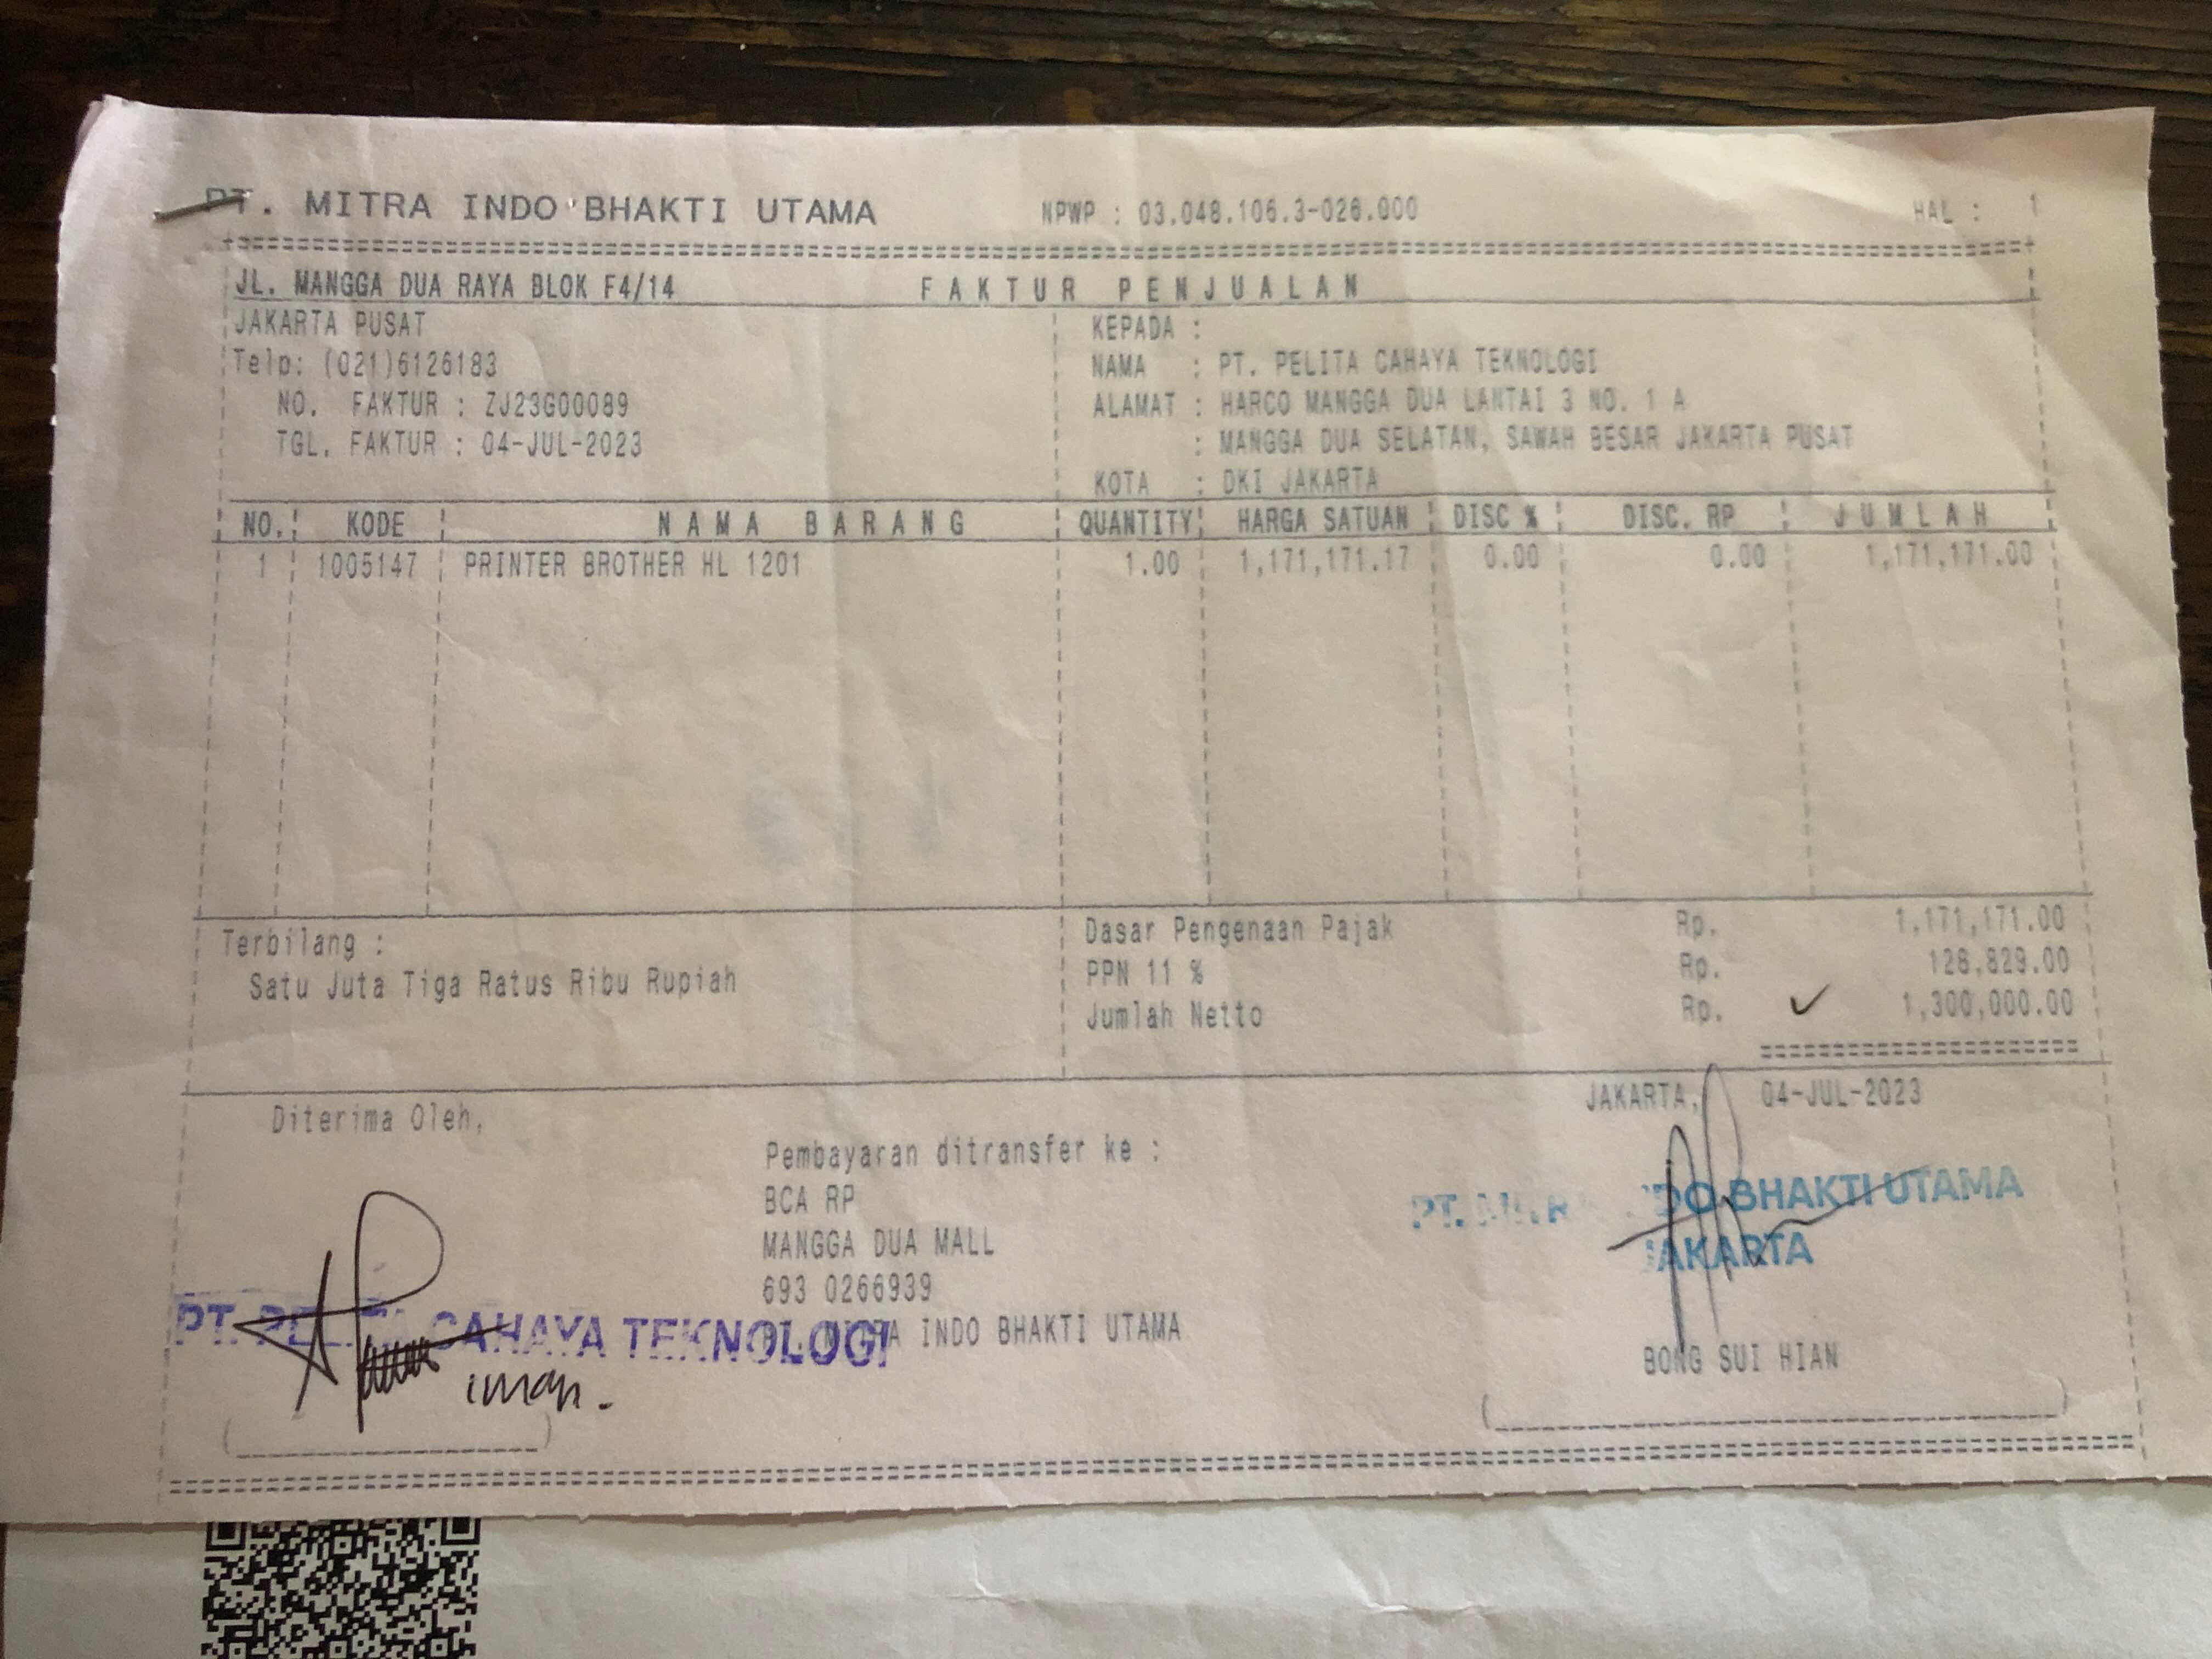 PT. MITRA INDO BHAKTI UTAMA NPWP : 03.048.106.3-026.000 HAL : 1
JL. MANGGA DUA RAYA BLOK F4/14 FAKTUR PENJUALAN
JAKARTA PUSAT KEPADA :
Telp: (021)6126183 NAMA : PT. PELITA CAHAYA TEKNOLOGI
NO. FAKTUR : ZJ23G00089 ALAMAT : HARCO MANGGA DUA LANTAI 3 NO. 1 A
TGL. FAKTUR : 04-JUL-2023 : MANGGA DUA SELATAN, SAWAH BESAR JAKARTA PUSAT
KOTA : DKI JAKARTA
NO. KODE NAMA BARANG QUANTITY HARGA SATUAN DISC % DISC. RP JUMLAH
1 1005147 PRINTER BROTHER HL 1201 1.00 1,171,171.17 0.00 0.00 1,171,171.00
Terbilang : Dasar Pengenaan Pajak Rp. 1,171,171.00
Satu Juta Tiga Ratus Ribu Rupiah PPN 11 % Rp. 128,829.00
Jumlah Netto Rp. 1,300,000.00
JAKARTA, 04-JUL-2023
Diterima Oleh,
Pembayaran ditransfer ke :
BCA RP
MANGGA DUA MALL
693 0266939
INDO BHAKTI UTAMA
PT. PELITA CAHAYA TEKNOLOGI
iman.
PT. MITRA INDO BHAKTI UTAMA
JAKARTA
BONG SUI HIAN